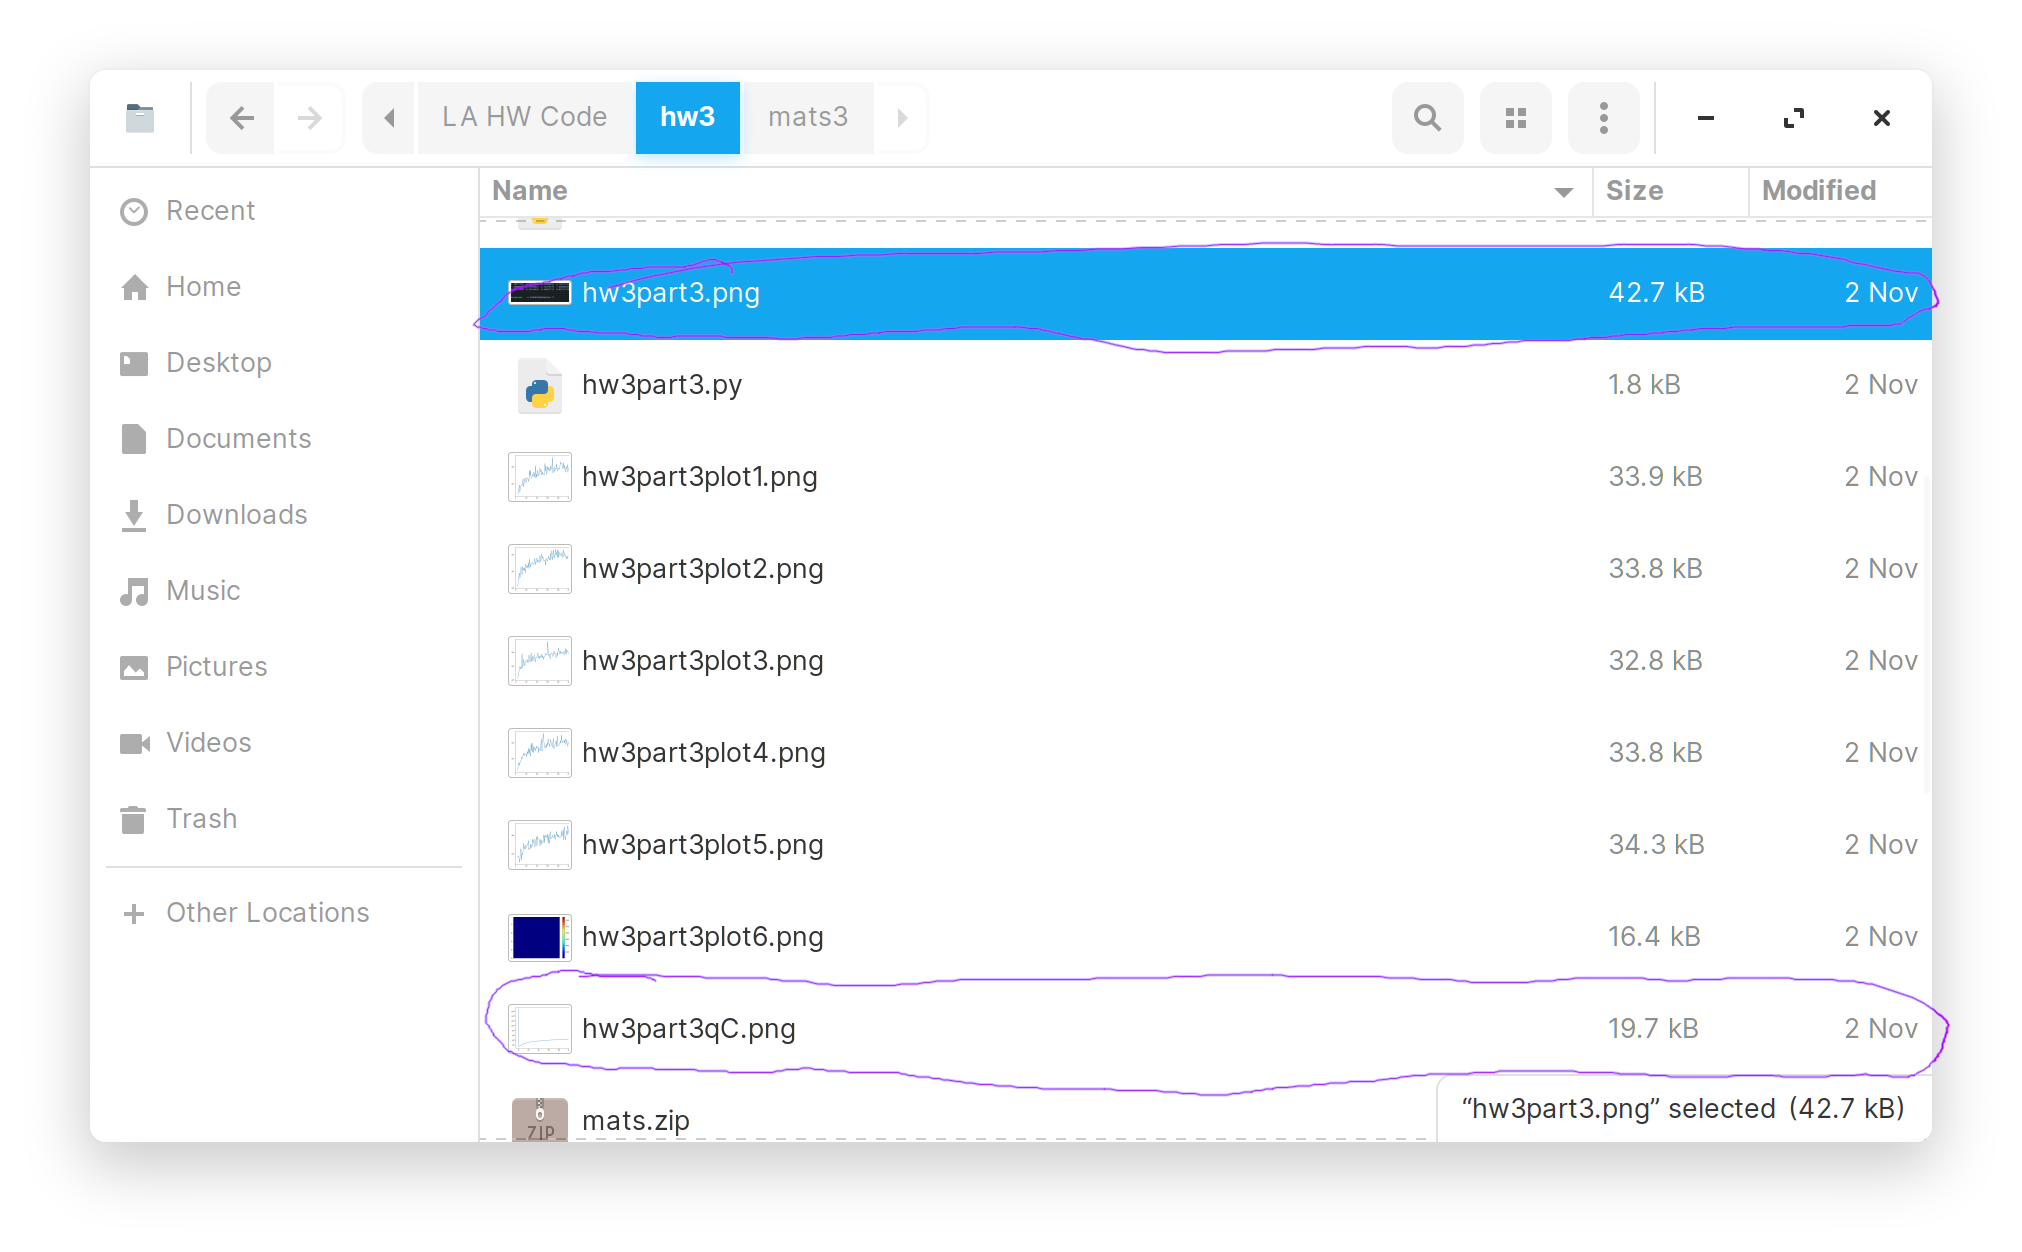 LA HW Code hw3 mats3
Name Size Modified
Recent
Home
Desktop
Documents
Downloads
Music
Pictures
Videos
Trash
Other Locations
hw3part3.png 42.7 kB 2 Nov
hw3part3.py 1.8 kB 2 Nov
hw3part3plot1.png 33.9 kB 2 Nov
hw3part3plot2.png 33.8 kB 2 Nov
hw3part3plot3.png 32.8 kB 2 Nov
hw3part3plot4.png 33.8 kB 2 Nov
hw3part3plot5.png 34.3 kB 2 Nov
hw3part3plot6.png 16.4 kB 2 Nov
hw3part3qC.png 19.7 kB 2 Nov
ZIP mats.zip
“hw3part3.png” selected (42.7 kB)